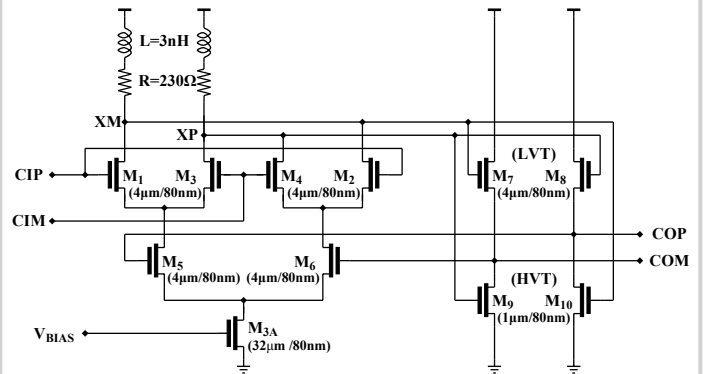 L=3nH
R=230Ω
XM
XP
CIP
M1 M3 M4 M2
(4µm/80nm) (4µm/80nm)
(LVT)
M7 M8
(4µm/80nm)
CIM
COP
COM
M5 M6
(4µm/80nm) (4µm/80nm)
(HVT)
M9 M10
(1µm/80nm)
VBIAS
M3A
(32µm /80nm)